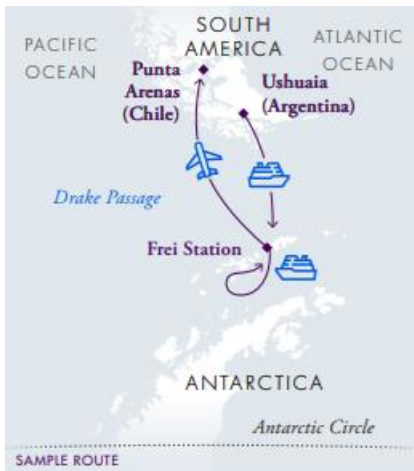 SOUTH
AMERICA
PACIFIC
OCEAN
ATLANTIC
OCEAN
Punta
Arenas
(Chile)
Ushuaia
(Argentina)
Drake Passage
Frei Station
ANTARCTICA
Antarctic Circle
SAMPLE ROUTE